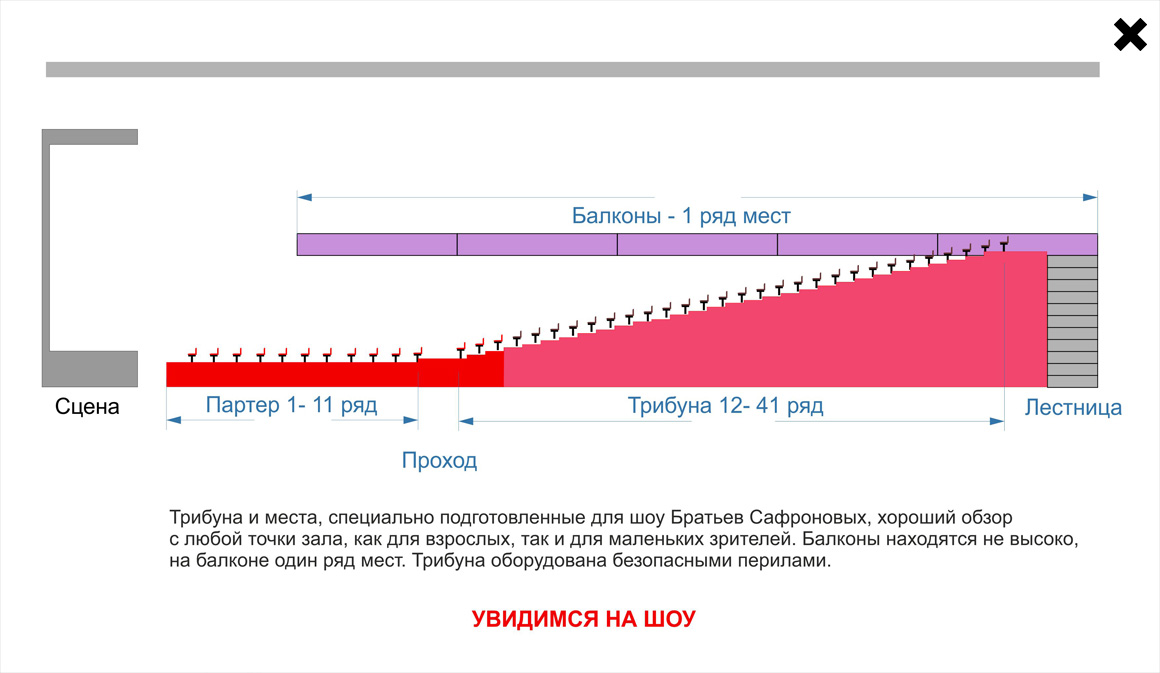 Балконы - 1 ряд мест
Сцена
Партер 1- 11 ряд
Трибуна 12- 41 ряд
Лестница
Проход
Трибуна и места, специально подготовленные для шоу Братьев Сафроновых, хороший обзор
с любой точки зала, как для взрослых, так и для маленьких зрителей. Балконы находятся не высоко,
на балконе один ряд мест. Трибуна оборудована безопасными перилами.
УВИДИМСЯ НА ШОУ